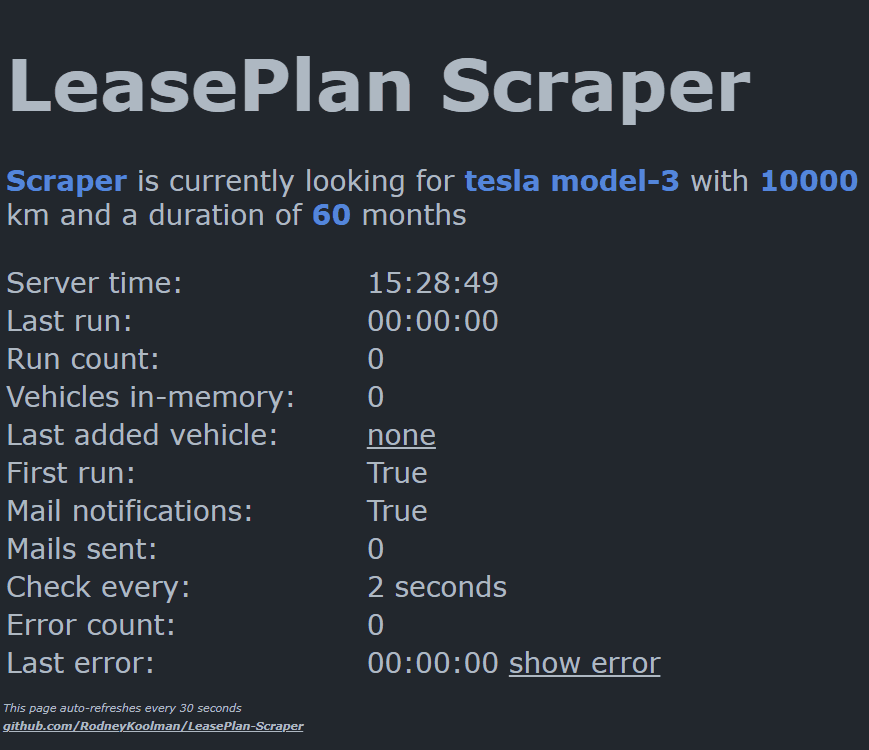 LeasePlan Scraper
Scraper is currently looking for tesla model-3 with 10000
km and a duration of 60 months
Server time: 15:28:49
Last run: 00:00:00
Run count: 0
Vehicles in-memory: 0
Last added vehicle: none
First run: True
Mail notifications: True
Mails sent: 0
Check every: 2 seconds
Error count: 0
Last error: 00:00:00 show error
This page auto-refreshes every 30 seconds
github.com/RodneyKoolman/LeasePlan-Scraper